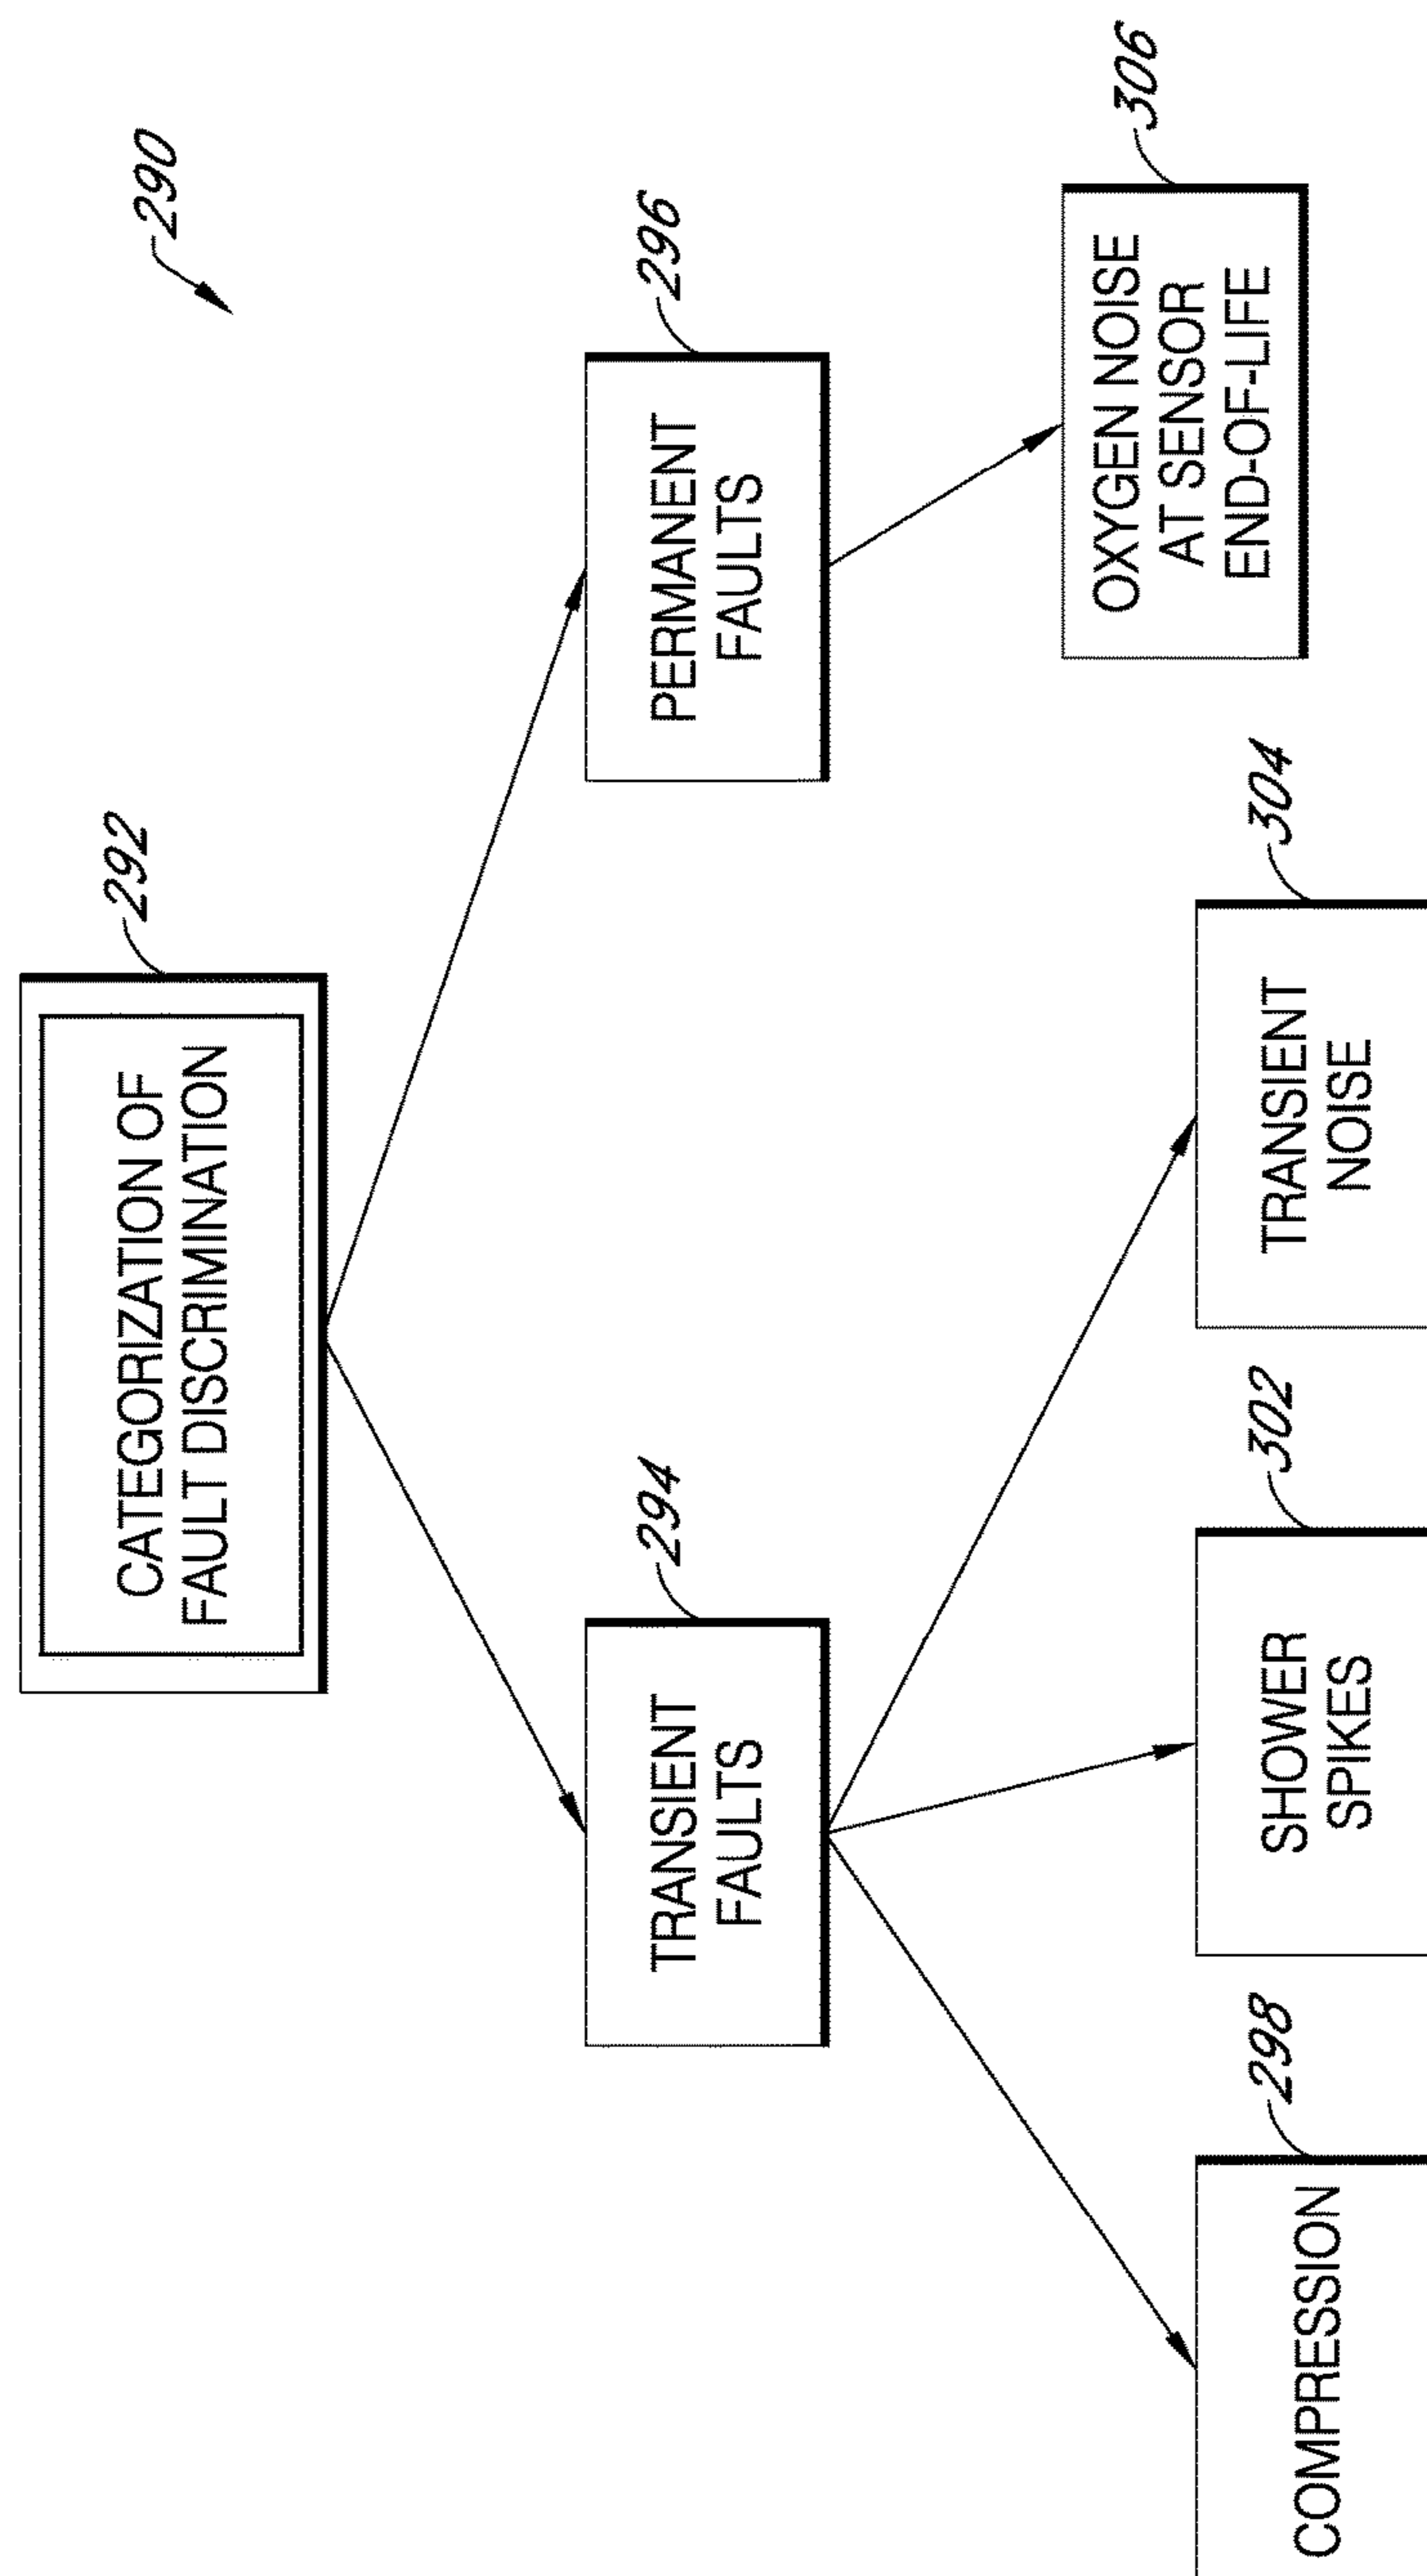 290
292
CATEGORIZATION OF
FAULT DISCRIMINATION
294
TRANSIENT
FAULTS
296
PERMANENT
FAULTS
298
COMPRESSION
302
SHOWER
SPIKES
304
TRANSIENT
NOISE
306
OXYGEN NOISE
AT SENSOR
END-OF-LIFE